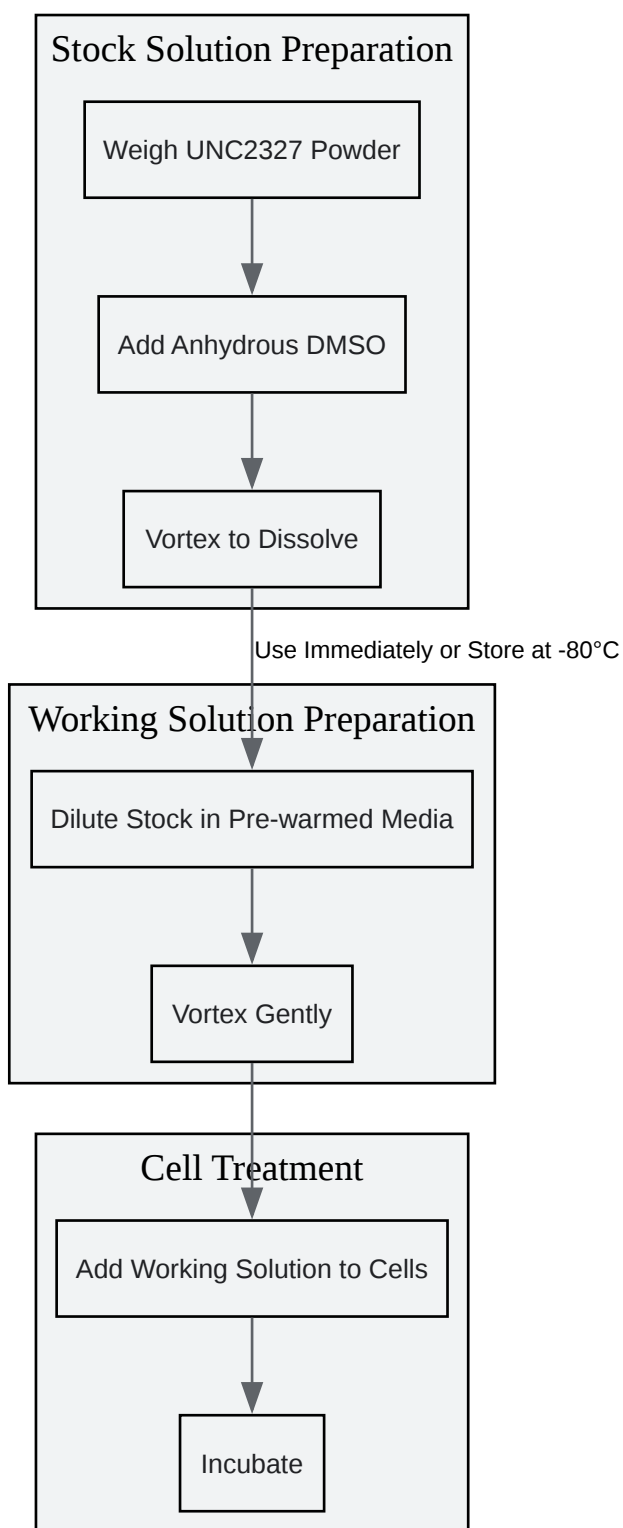 Stock Solution Preparation
Weigh UNC2327 Powder
Add Anhydrous DMSO
Vortex to Dissolve
Use Immediately or Store at -80°C
Working Solution Preparation
Dilute Stock in Pre-warmed Media
Vortex Gently
Cell Treatment
Add Working Solution to Cells
Incubate